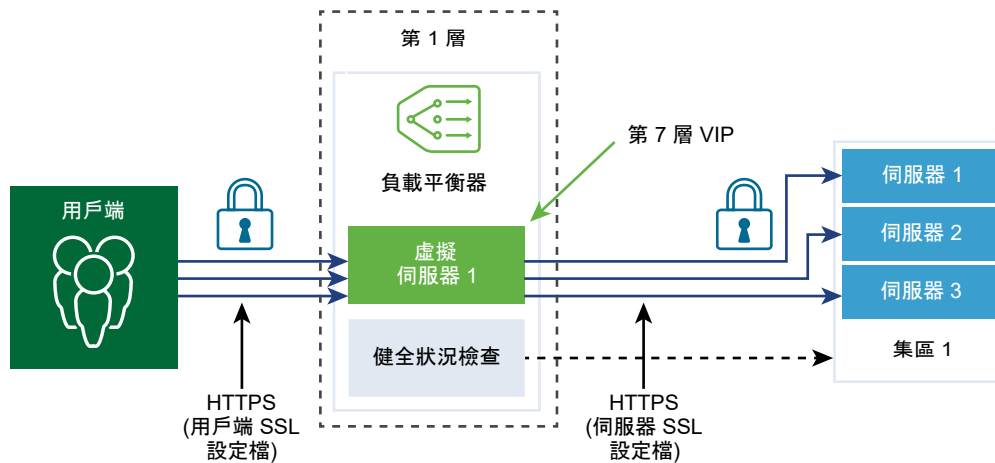 第 1 層
負載平衡器
第 7 層 VIP
用戶端
虛擬
伺服器 1
健全狀況檢查
伺服器 1
伺服器 2
伺服器 3
集區 1
HTTPS
(用戶端 SSL
設定檔)
HTTPS
(伺服器 SSL
設定檔)